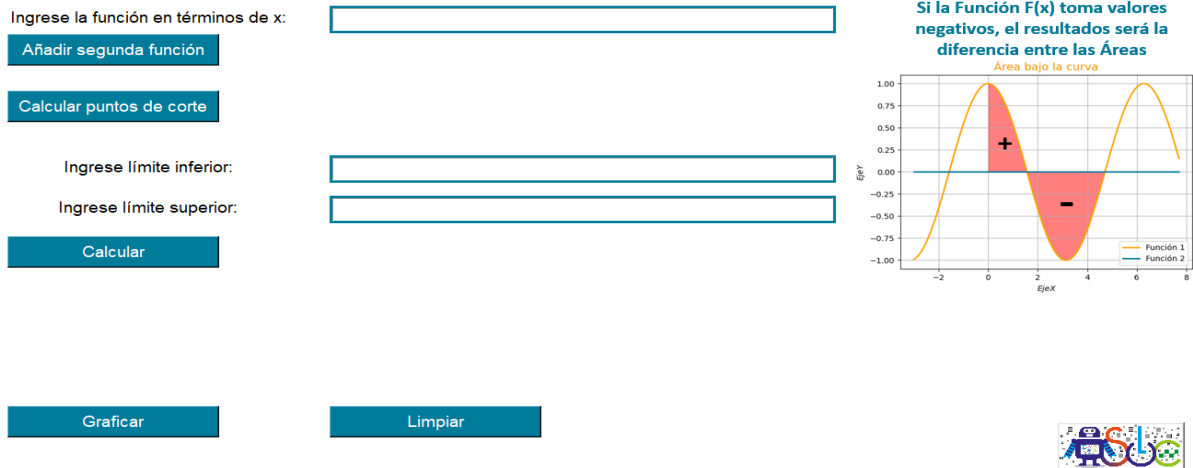 Ingrese la función en términos de x:
Añadir segunda función
Calcular puntos de corte
Ingrese límite inferior:
Ingrese límite superior:
Calcular
Graficar
Limpiar
Si la Función F(x) toma valores
negativos, el resultados será la
diferencia entre las Áreas
Área bajo la curva
EjeY
1.00
0.75
0.50
0.25
0.00
−0.25
−0.50
−0.75
−1.00
+
−
Función 1
Función 2
−2 0 2 4 6 8
EjeX
SLC